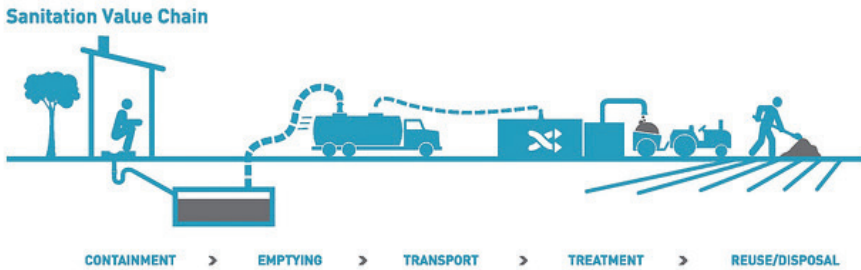 Sanitation Value Chain
CONTAINMENT > EMPTYING > TRANSPORT > TREATMENT > REUSE/DISPOSAL